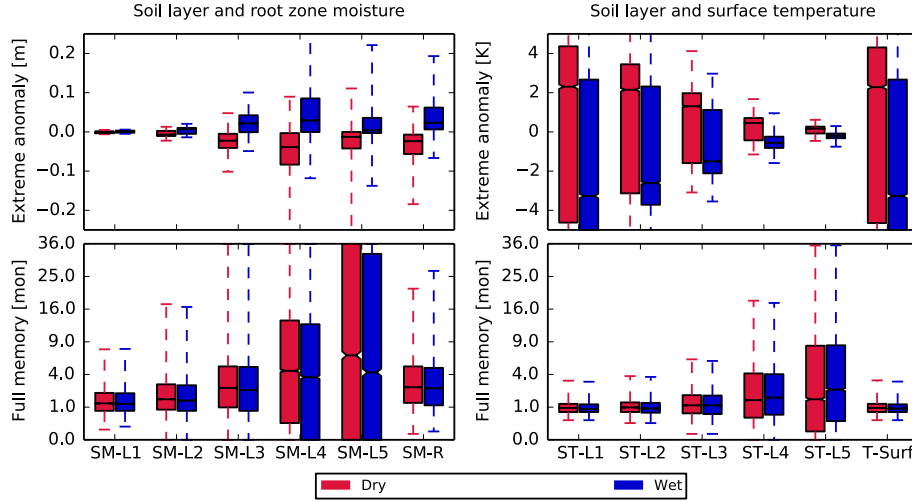 Soil layer and root zone moisture
Soil layer and surface temperature
Extreme anomaly [m]
0.2
0.1
0.0
−0.1
−0.2
Extreme anomaly [K]
4
2
0
−2
−4
Full memory [mon]
36.0
25.0
16.0
9.0
4.0
1.0
0.0
SM-L1 SM-L2 SM-L3 SM-L4 SM-L5 SM-R
Full memory [mon]
36.0
25.0
16.0
9.0
4.0
1.0
0.0
ST-L1 ST-L2 ST-L3 ST-L4 ST-L5 T-Surf
Dry Wet